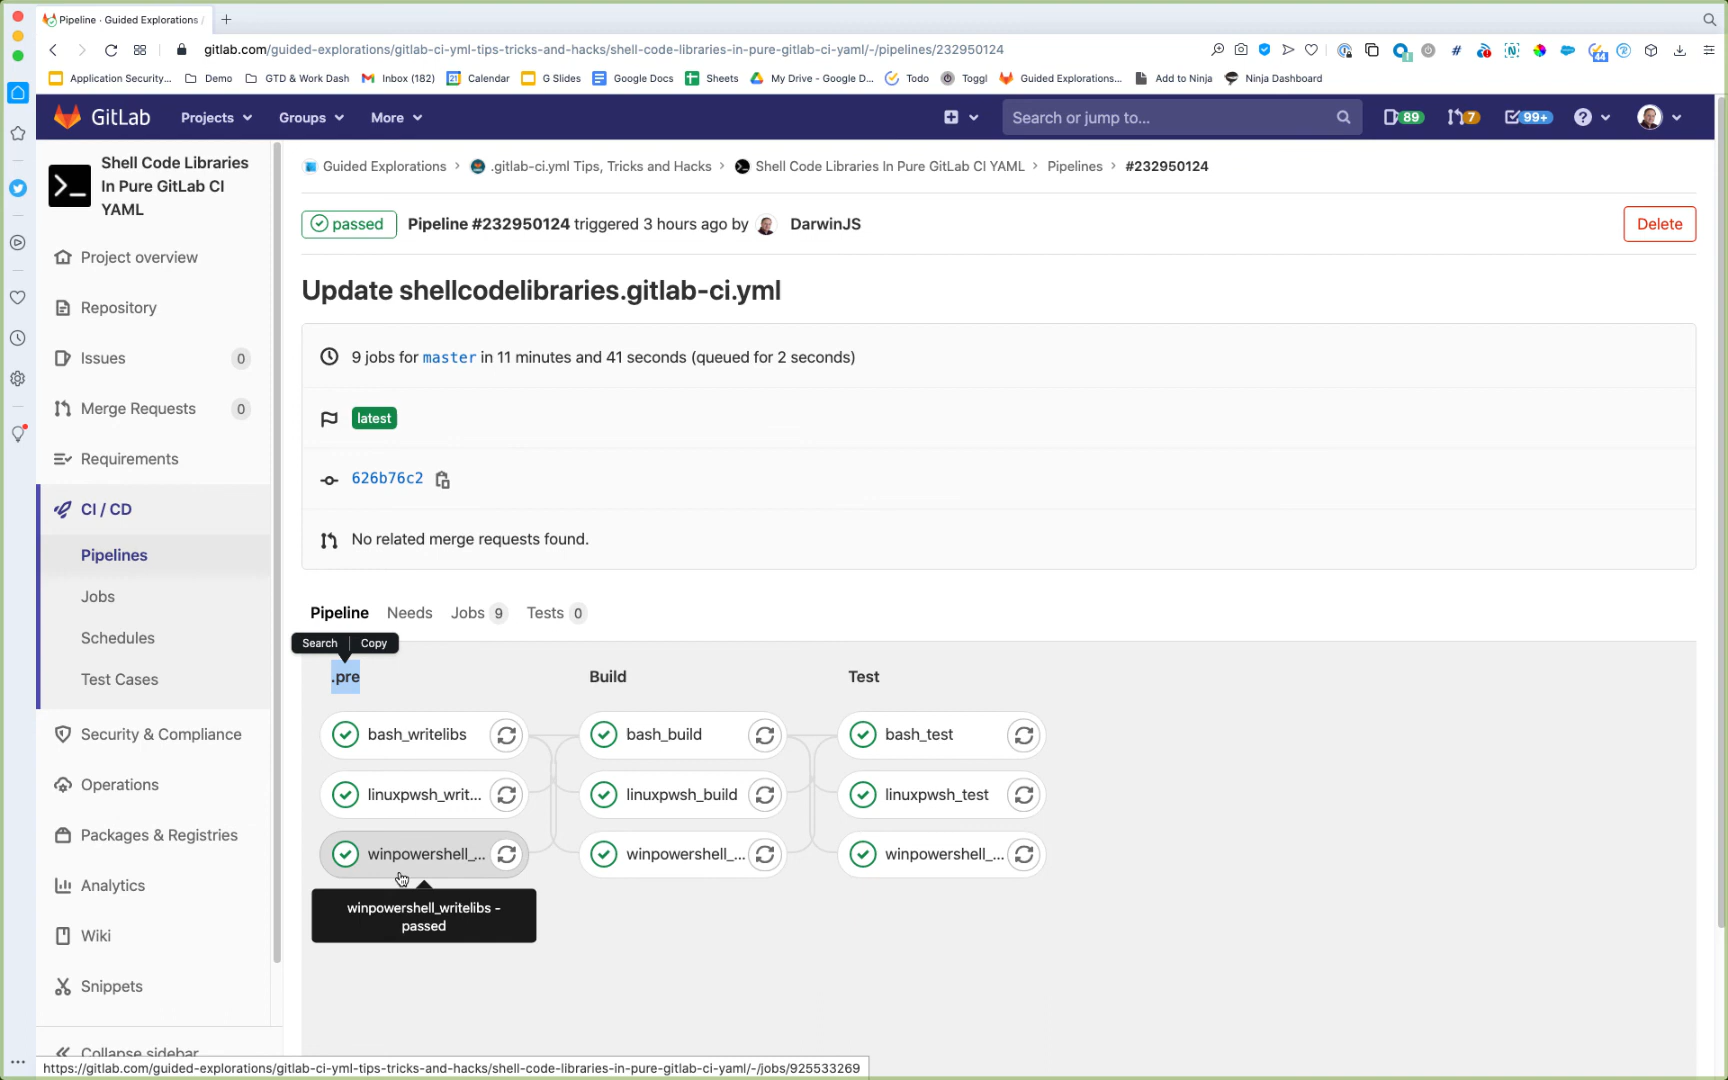 Pipeline · Guided Explorations /
gitlab.com/guided-explorations/gitlab-ci-yml-tips-tricks-and-hacks/shell-code-libraries-in-pure-gitlab-ci-yaml/-/pipelines/232950124
1
44
Application Security... Demo GTD & Work Dash Inbox (182) 21 Calendar G Slides Google Docs Sheets My Drive - Google D... Todo Toggl Guided Explorations... Add to Ninja Ninja Dashboard
GitLab Projects Groups More Search or jump to... 89 7 99+
Shell Code Libraries
In Pure GitLab CI
YAML
Project overview
Repository
Issues 0
Merge Requests 0
Requirements
CI / CD
Pipelines
Jobs
Schedules
Test Cases
Security & Compliance
Operations
Packages & Registries
Analytics
Wiki
Snippets
Collapse sidebar
Guided Explorations > .gitlab-ci.yml Tips, Tricks and Hacks > Shell Code Libraries In Pure GitLab CI YAML > Pipelines > #232950124
passed Pipeline #232950124 triggered 3 hours ago by DarwinJS Delete
Update shellcodelibraries.gitlab-ci.yml
9 jobs for master in 11 minutes and 41 seconds (queued for 2 seconds)
latest
626b76c2
No related merge requests found.
Pipeline Needs Jobs 9 Tests 0
Search Copy
.pre Build Test
bash_writelibs bash_build bash_test
linuxpwsh_writ... linuxpwsh_build linuxpwsh_test
winpowershell_... winpowershell_... winpowershell_...
winpowershell_writelibs -
passed
https://gitlab.com/guided-explorations/gitlab-ci-yml-tips-tricks-and-hacks/shell-code-libraries-in-pure-gitlab-ci-yaml/-/jobs/925533269